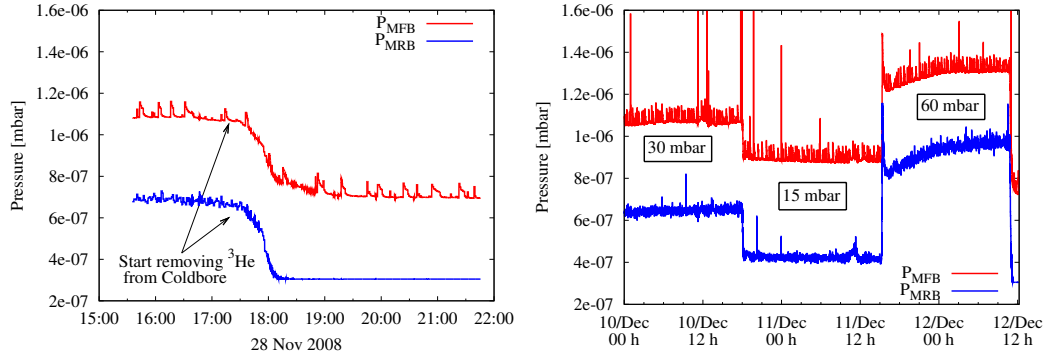 1.6e-06
1.4e-06
1.2e-06
1e-06
8e-07
6e-07
4e-07
2e-07
Pressure [mbar]
P_MFB
P_MRB
Start removing ³He
from Coldbore
15:00 16:00 17:00 18:00 19:00 20:00 21:00 22:00
28 Nov 2008
1.6e-06
1.4e-06
1.2e-06
1e-06
8e-07
6e-07
4e-07
2e-07
Pressure [mbar]
60 mbar
30 mbar
15 mbar
P_MFB
P_MRB
10/Dec 10/Dec 11/Dec 11/Dec 12/Dec 12/Dec
00 h 12 h 00 h 12 h 00 h 12 h